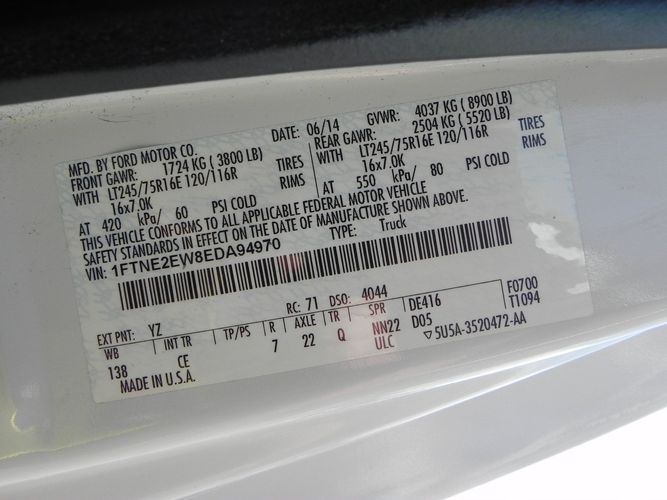 MFD. BY FORD MOTOR CO.
DATE: 06/14 GVWR: 4037 KG ( 8900 LB)
FRONT GAWR: 1724 KG ( 3800 LB) REAR GAWR: 2504 KG ( 5520 LB)
WITH LT245/75R16E 120/116R TIRES WITH LT245/75R16E 120/116R TIRES
16x7.0K RIMS 16x7.0K RIMS
AT 420 kPa/ 60 PSI COLD AT 550 kPa/ 80 PSI COLD
THIS VEHICLE CONFORMS TO ALL APPLICABLE FEDERAL MOTOR VEHICLE
SAFETY STANDARDS IN EFFECT ON THE DATE OF MANUFACTURE SHOWN ABOVE.
VIN: 1FTNE2EW8EDA94970 TYPE: Truck
EXT PNT: YZ RC: 71 DSO: 4044 F0700
WB INT TR TP/PS R AXLE TR SPR DE416 T1094
138 CE 7 22 Q NN22 D05
ULC ▽5U5A-3520472-AA
MADE IN U.S.A.